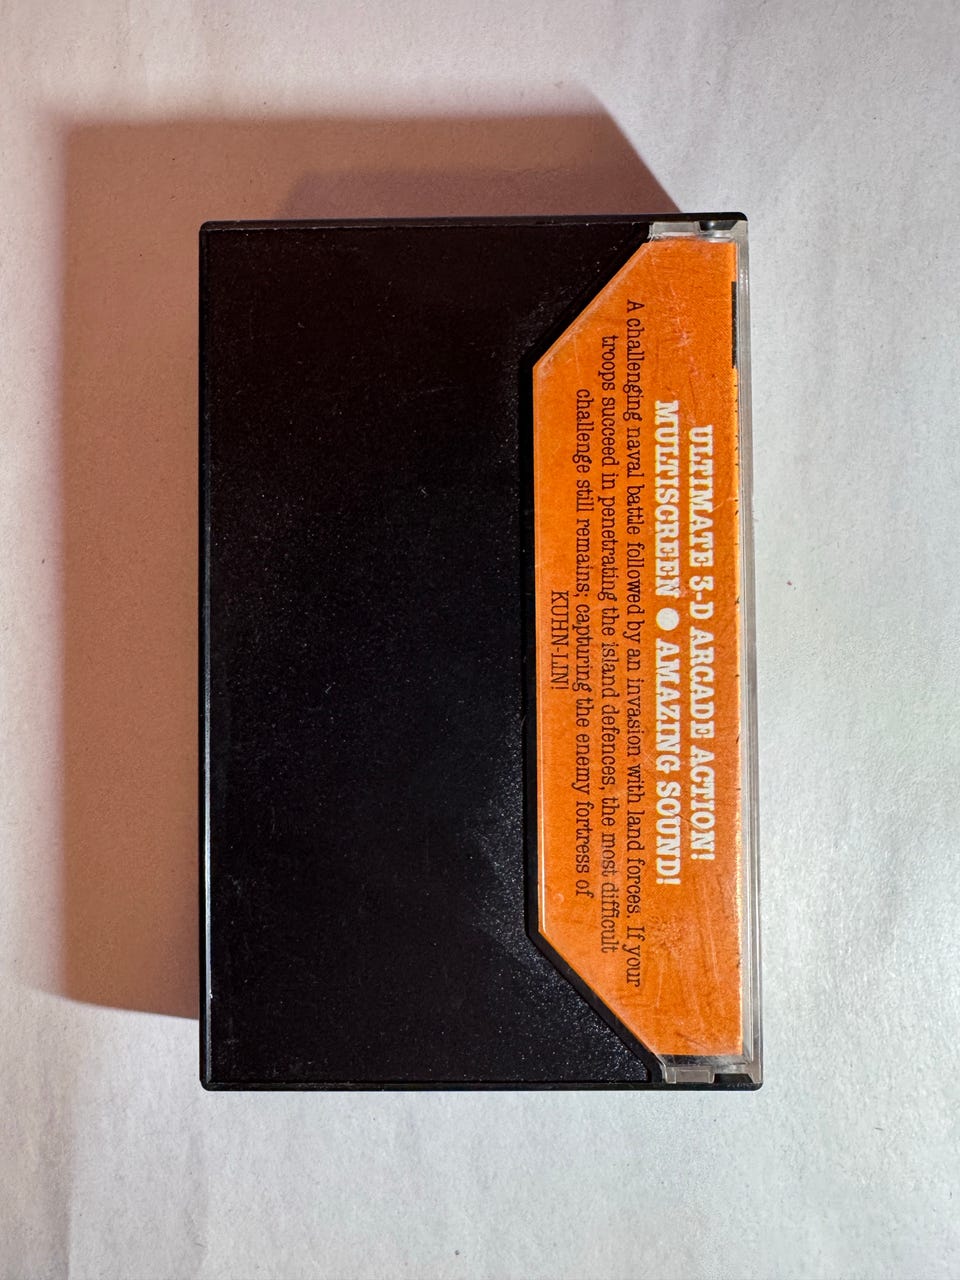 ULTIMATE 3-D ARCADE ACTION!
MULTISCREEN ● AMAZING SOUND!
A challenging naval battle followed by an invasion with land forces. If your
troops succeed in penetrating the island defences, the most difficult
challenge still remains; capturing the enemy fortress of
KUHN-LIN!